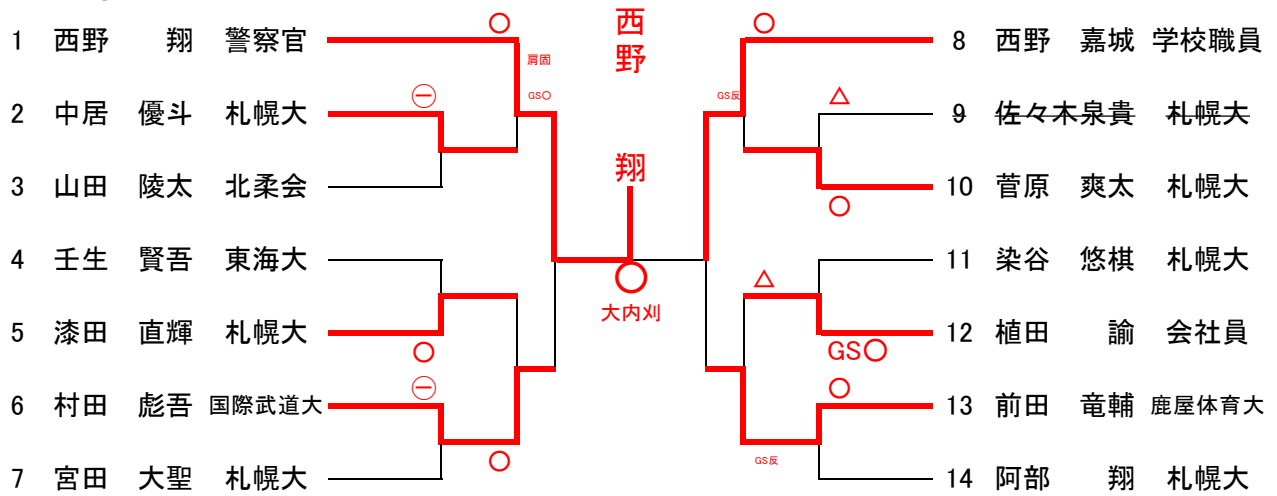 1 西野 翔 警察官
2 中居 優斗 札幌大
3 山田 陵太 北柔会
4 壬生 賢吾 東海大
5 漆田 直輝 札幌大
6 村田 彪吾 国際武道大
7 宮田 大聖 札幌大
○
肩固
GS○
㊀
○
㊀
○
西野 翔
○
大内刈
○
GS反
△
○
△
GS○
○
GS反
8 西野 嘉城 学校職員
9 佐々木泉貴 札幌大
10 菅原 爽太 札幌大
11 染谷 悠棋 札幌大
12 植田 諭 会社員
13 前田 竜輔 鹿屋体育大
14 阿部 翔 札幌大